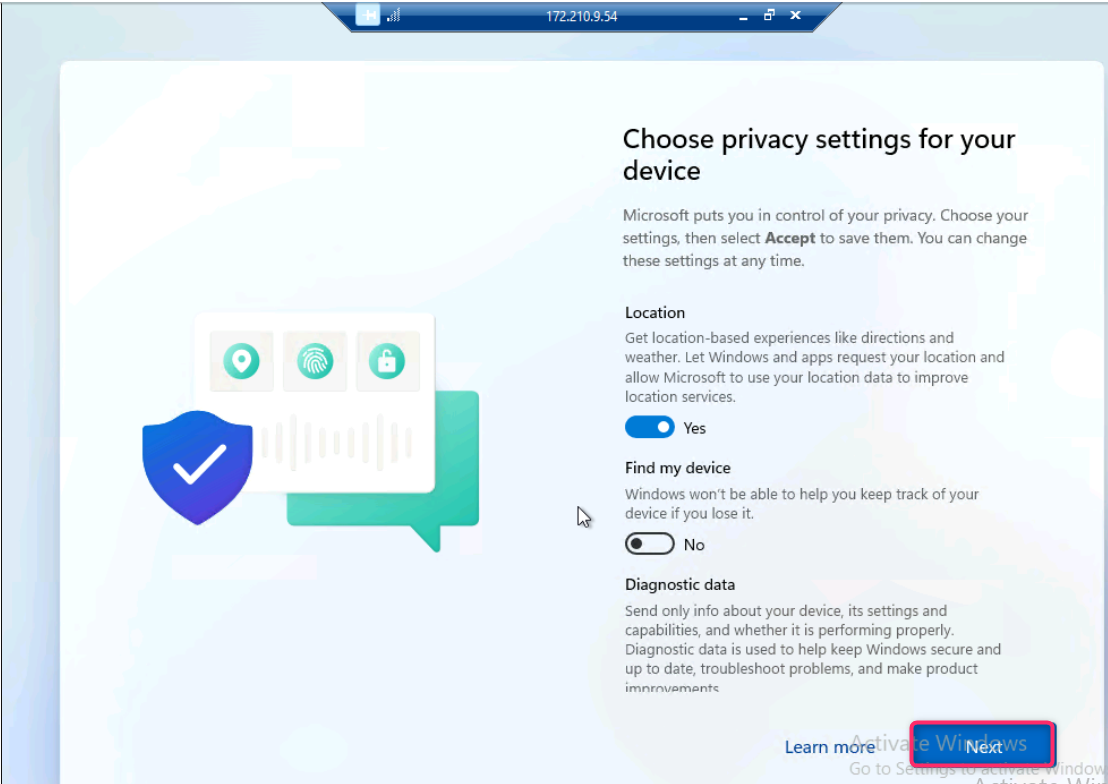 172.210.9.54
Choose privacy settings for your
device
Microsoft puts you in control of your privacy. Choose your
settings, then select Accept to save them. You can change
these settings at any time.
Location
Get location-based experiences like directions and
weather. Let Windows and apps request your location and
allow Microsoft to use your location data to improve
location services.
Yes
Find my device
Windows won't be able to help you keep track of your
device if you lose it.
No
Diagnostic data
Send only info about your device, its settings and
capabilities, and whether it is performing properly.
Diagnostic data is used to help keep Windows secure and
up to date, troubleshoot problems, and make product
improvements.
Learn more
Next
Activate Windows
Go to Settings to activate Window
Activate Win